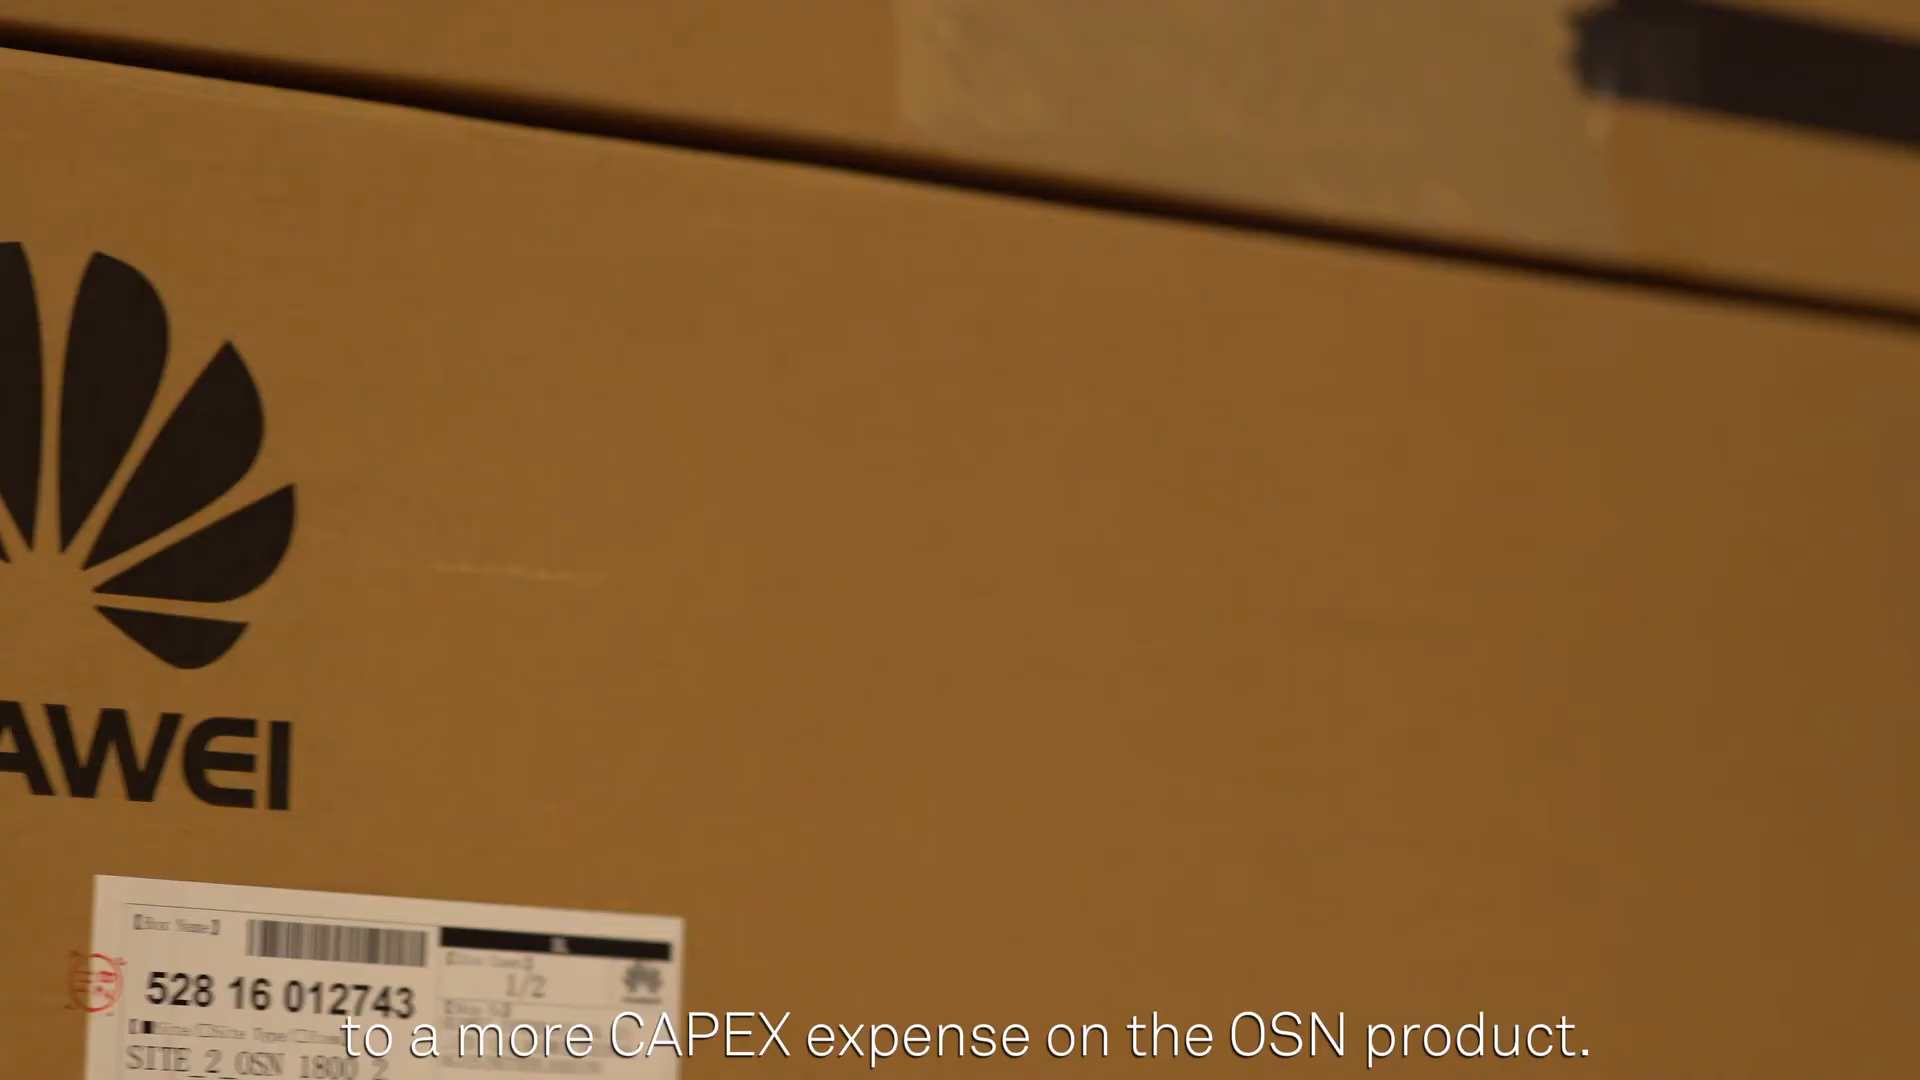 AWEI
528 16 012743
1/2
SITE_2_OSN 1800_2
to a more CAPEX expense on the OSN product.